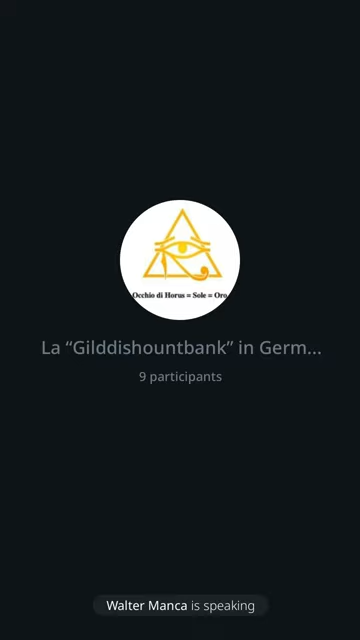 Occhio di Horus = Sole = Oro
La “Gilddishountbank” in Germ...
9 participants
Walter Manca is speaking